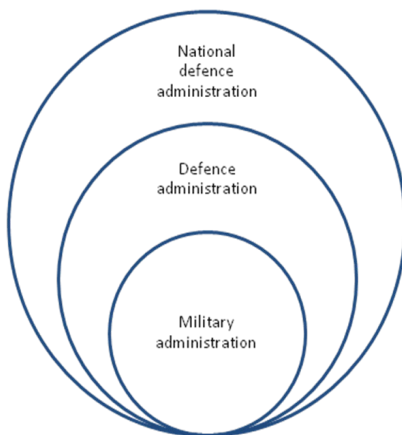 National
defence
administration
Defence
administration
Military
administration